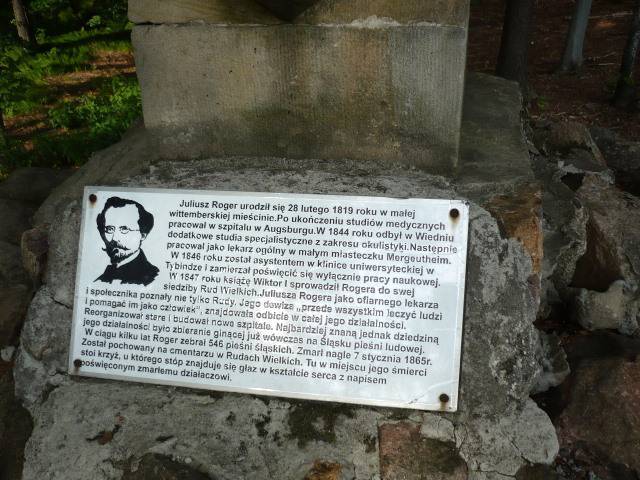 Juliusz Roger urodził się 28 lutego 1819 roku w małej
wittemberskiej mieścinie.Po ukończeniu studiów medycznych
pracował w szpitalu w Augsburgu.W 1844 roku odbył w Wiedniu
dodatkowe studia specjalistyczne z zakresu okulistyki.Następnie
pracował jako lekarz ogólny w małym miasteczku Mergeutheim.
W 1846 roku został asystentem w klinice uniwersyteckiej w
Tybindze i zamierzał poświęcić się wyłącznie pracy naukowej.
W 1847 roku książę Wiktor I sprowadził Rogera do swej
siedziby Rud Wielkich.Juliusza Rogera jako ofiarnego lekarza
i społecznika poznały nie tylko Rudy. Jego dewiza „przede wszystkim leczyć ludzi
i pomagać im jako człowiek", znajdowała odbicie w całej jego działalności.
Reorganizował stare i budował nowe szpitale. Najbardziej znaną jednak dziedziną
jego działalności było zbieranie ginącej już wówczas na Śląsku pieśni ludowej.
W ciągu kilku lat Roger zebrał 546 pieśni śląskich. Zmarł nagle 7 stycznia 1865r.
Został pochowany na cmentarzu w Rudach Wielkich. Tu w miejscu jego śmierci
stoi krzyż, u którego stóp znajduje się głaz w kształcie serca z napisem
poświęconym zmarłemu działaczowi.